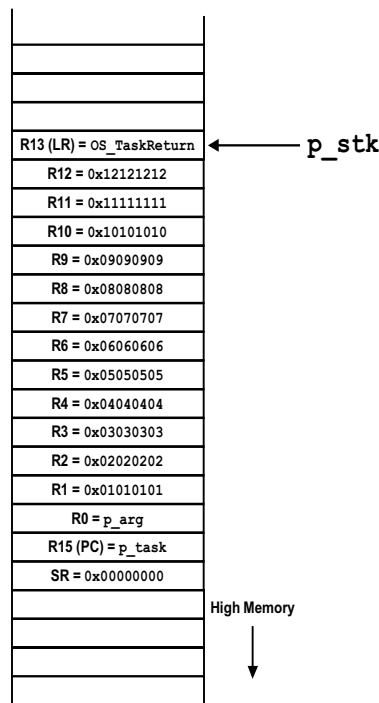 R13 (LR) = OS_TaskReturn
p_stk
R12 = 0x12121212
R11 = 0x11111111
R10 = 0x10101010
R9 = 0x09090909
R8 = 0x08080808
R7 = 0x07070707
R6 = 0x06060606
R5 = 0x05050505
R4 = 0x04040404
R3 = 0x03030303
R2 = 0x02020202
R1 = 0x01010101
R0 = p_arg
R15 (PC) = p_task
SR = 0x00000000
High Memory